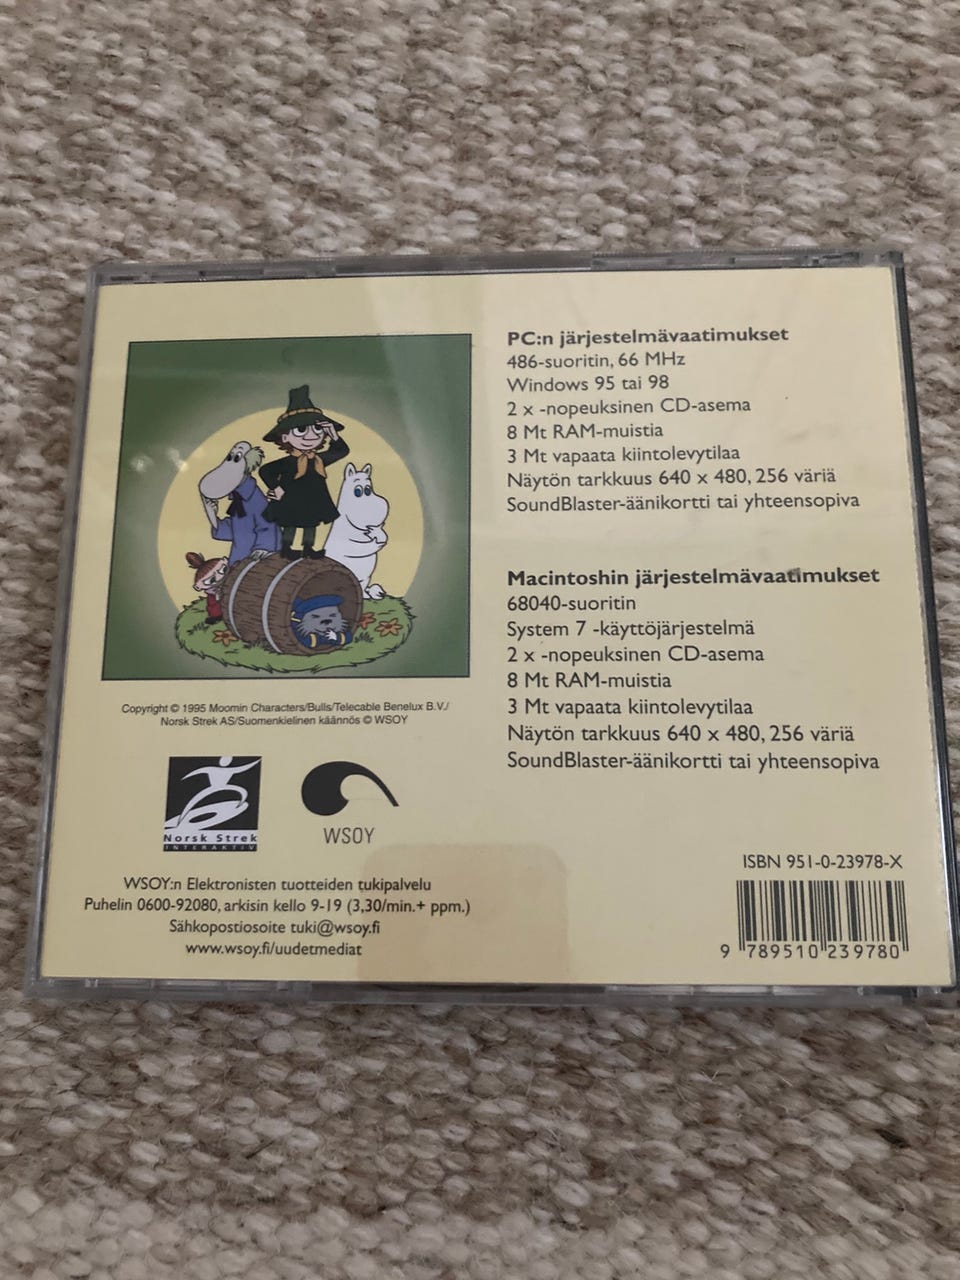 PC:n järjestelmävaatimukset
486-suoritin, 66 MHz
Windows 95 tai 98
2 x -nopeuksinen CD-asema
8 Mt RAM-muistia
3 Mt vapaata kiintolevytilaa
Näytön tarkkuus 640 x 480, 256 väriä
SoundBlaster-äänikortti tai yhteensopiva
Macintoshin järjestelmävaatimukset
68040-suoritin
System 7 -käyttöjärjestelmä
2 x -nopeuksinen CD-asema
8 Mt RAM-muistia
3 Mt vapaata kiintolevytilaa
Näytön tarkkuus 640 x 480, 256 väriä
SoundBlaster-äänikortti tai yhteensopiva
Copyright © 1995 Moomin Characters/Bulls/Telecable Benelux B.V./
Norsk Strek AS/Suomenkielinen käännös © WSOY
Norsk Strek
INTERAKTIV
WSOY
WSOY:n Elektronisten tuotteiden tukipalvelu
Puhelin 0600-92080, arkisin kello 9-19 (3,30/min.+ ppm.)
Sähköpostiosoite tuki@wsoy.fi
www.wsoy.fi/uudetmediat
ISBN 951-0-23978-X
9 789510 239780